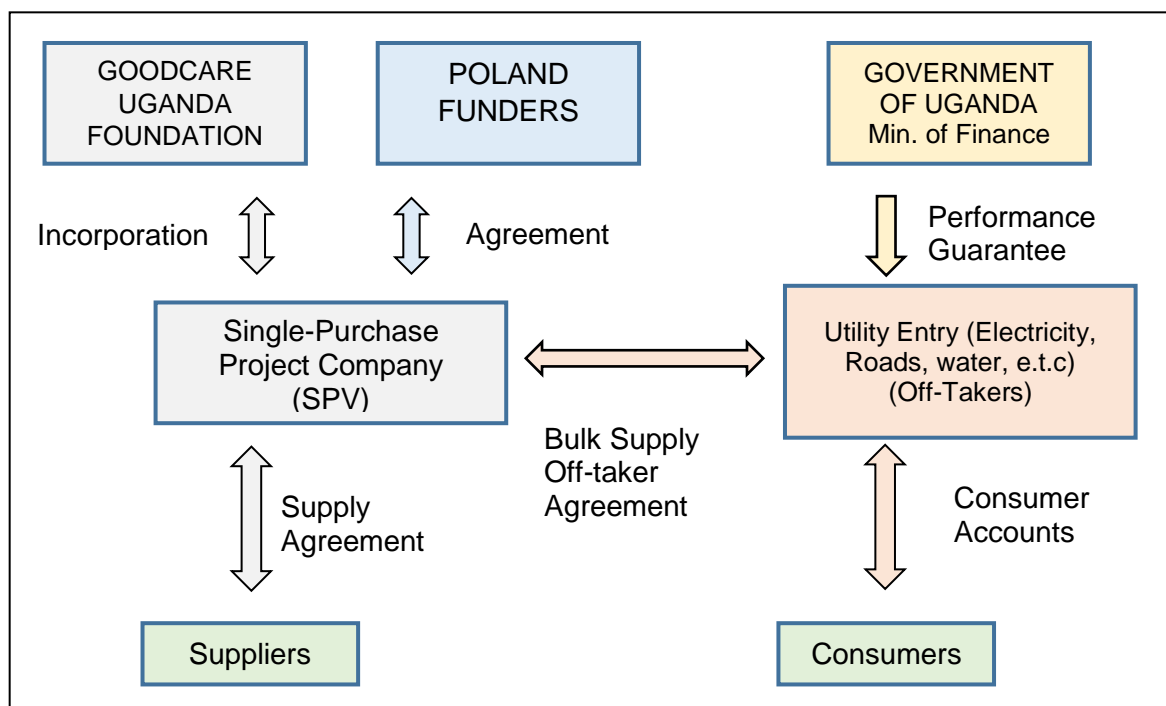 GOODCARE
UGANDA
FOUNDATION
POLAND
FUNDERS
GOVERNMENT
OF UGANDA
Min. of Finance
Incorporation
Agreement
Performance
Guarantee
Single-Purchase
Project Company
(SPV)
Utility Entry (Electricity,
Roads, water, e.t.c)
(Off-Takers)
Bulk Supply
Off-taker
Agreement
Supply
Agreement
Consumer
Accounts
Suppliers
Consumers